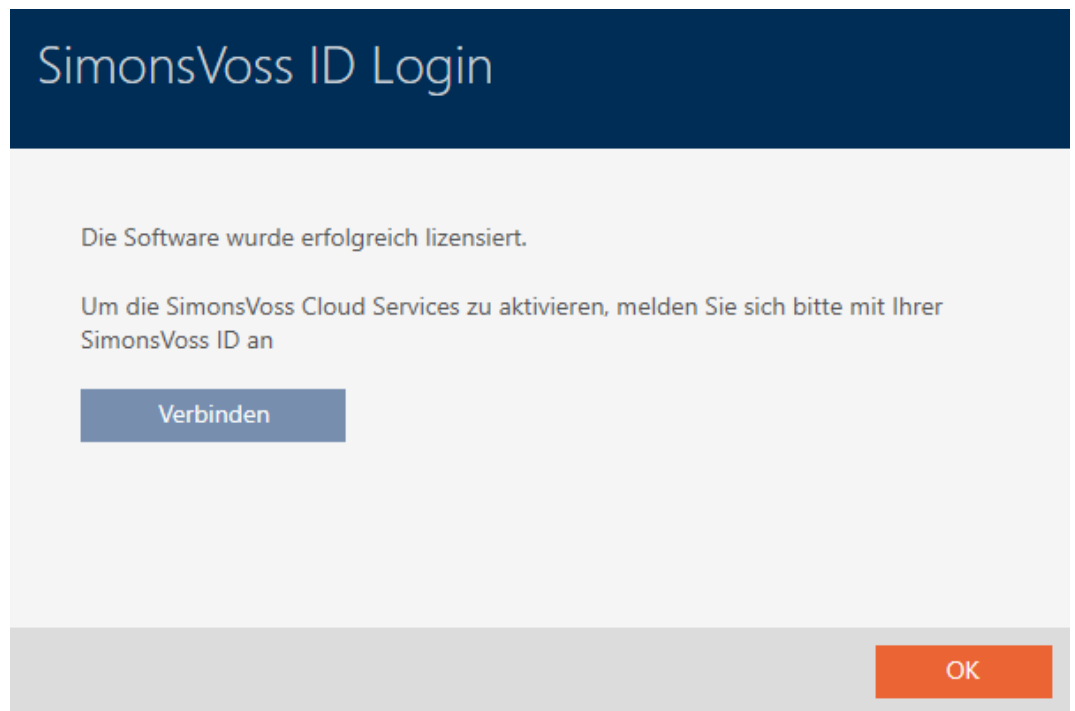 SimonsVoss ID Login
Die Software wurde erfolgreich lizensiert.
Um die SimonsVoss Cloud Services zu aktivieren, melden Sie sich bitte mit Ihrer
SimonsVoss ID an
Verbinden
OK